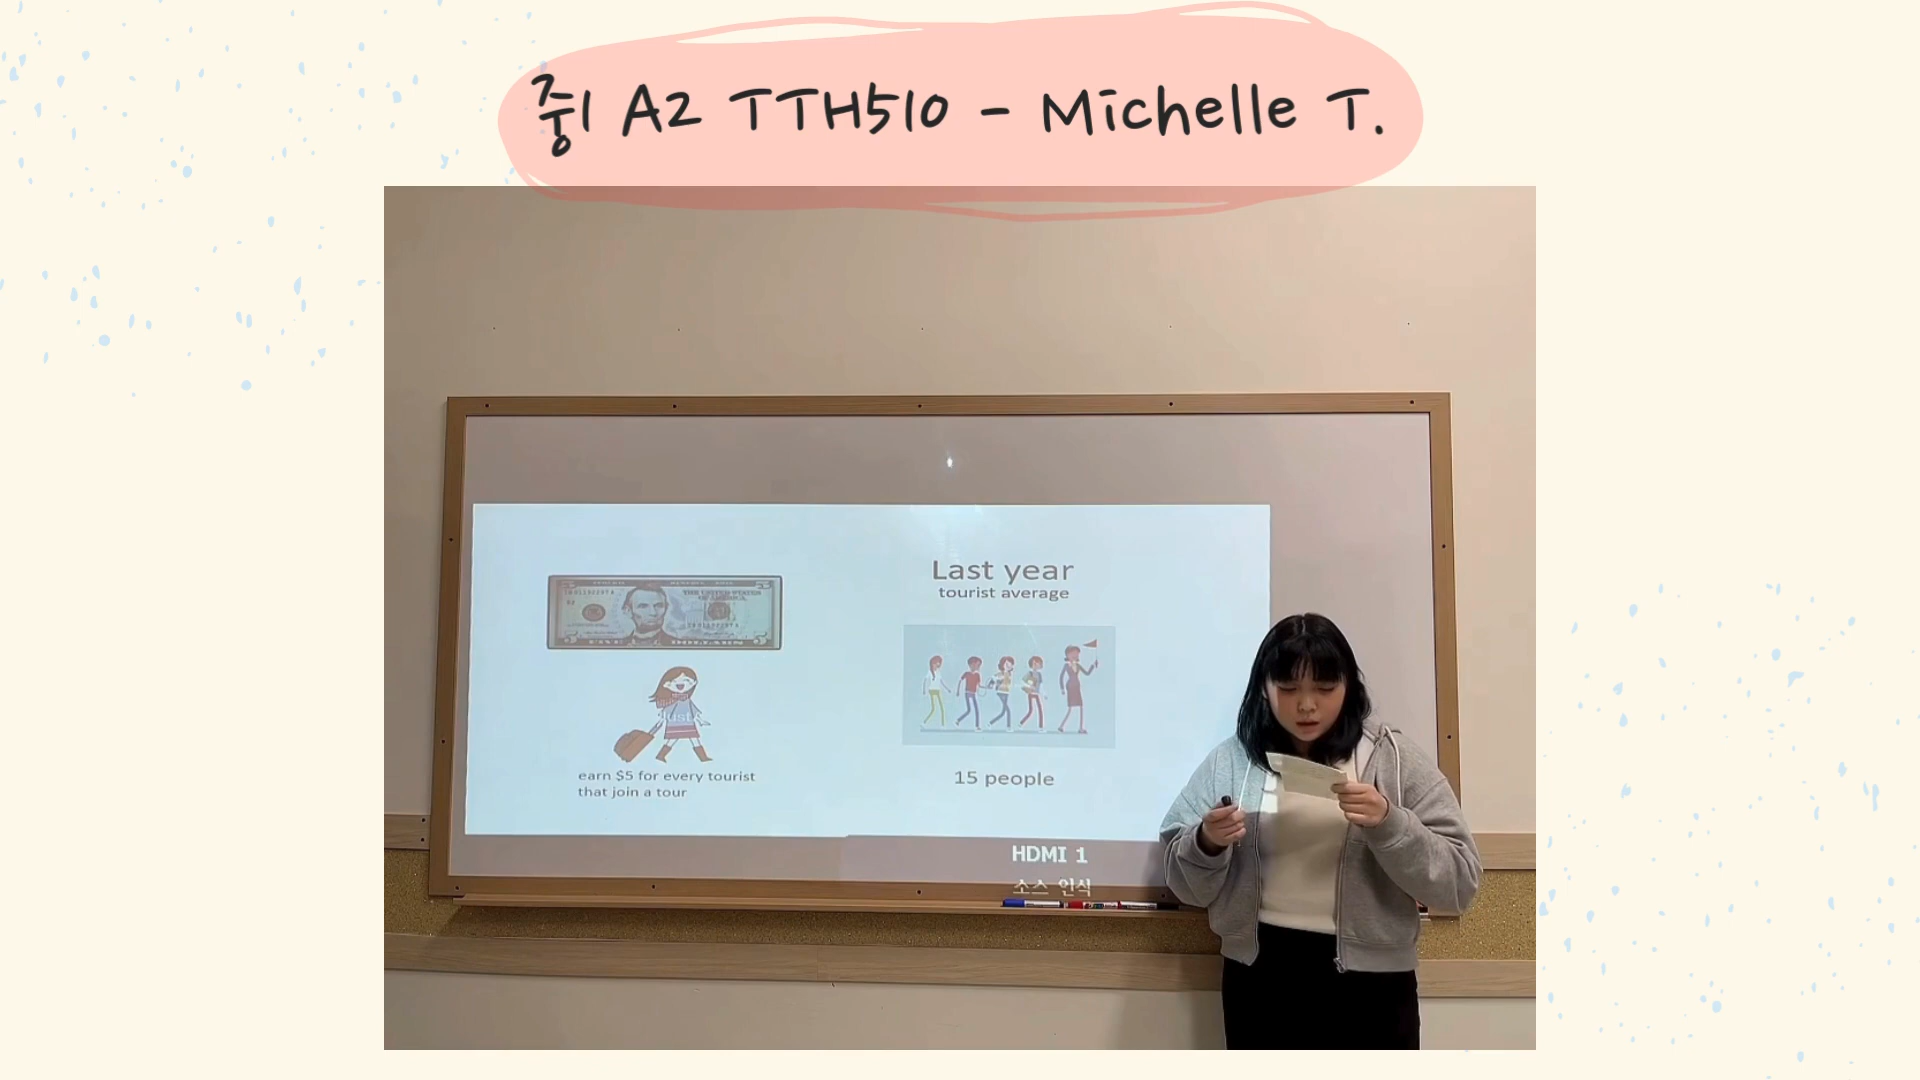 중1 A2 TTH510 - Michelle T.
Last year
tourist average
earn $5 for every tourist
that join a tour
15 people
HDMI 1
소스 인식